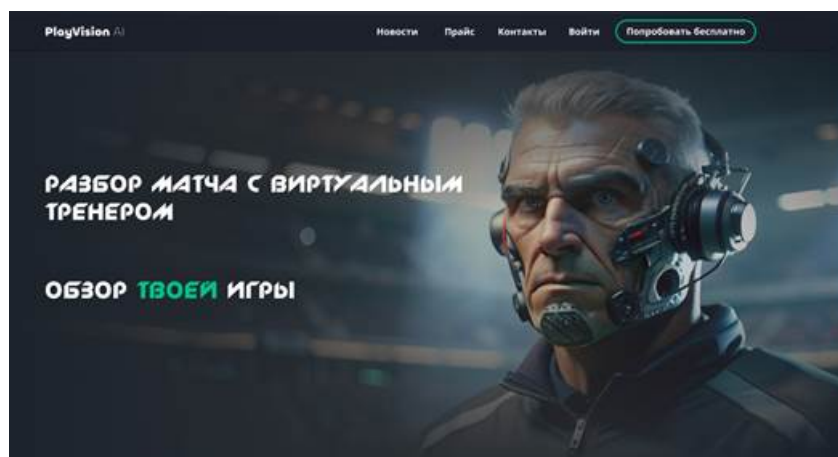 PlayVision AI
Новости Прайс Контакты Войти Попробовать бесплатно
РАЗБОР МАТЧА С ВИРТУАЛЬНЫМ
ТРЕНЕРОМ
ОБЗОР ТВОЕЙ ИГРЫ